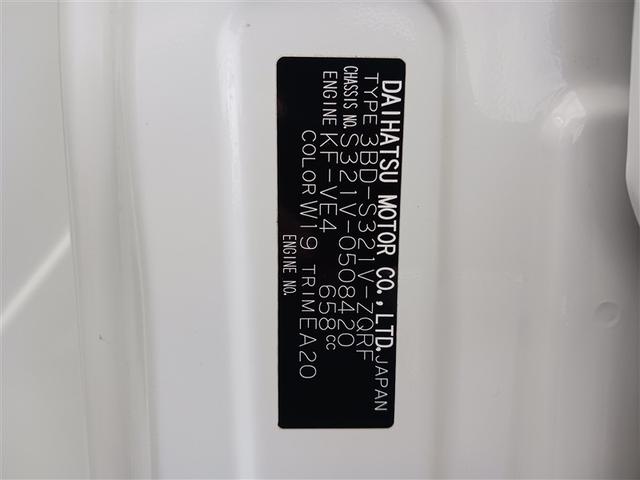 DAIHATSU MOTOR CO.,LTD. JAPAN
TYPE 3BD-S321V-ZQRF
CHASSIS NO. S321V-0508420
ENGINE KF-VE4 658cc
COLOR W19 TRIM EA20
ENGINE NO.